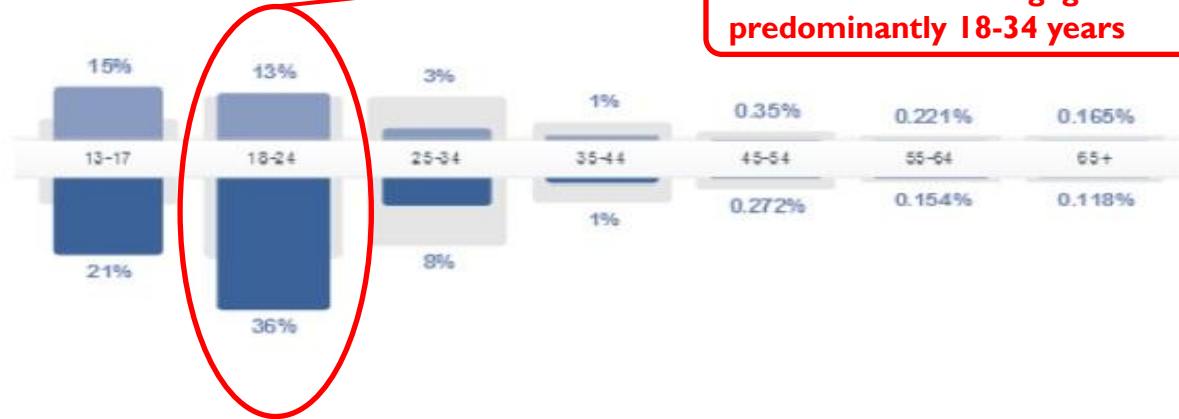 predominantly 18-34 years
15% 13% 3% 1% 0.35% 0.221% 0.165%
13-17 18-24 25-34 35-44 45-54 55-64 65+
21% 36% 8% 1% 0.272% 0.154% 0.118%